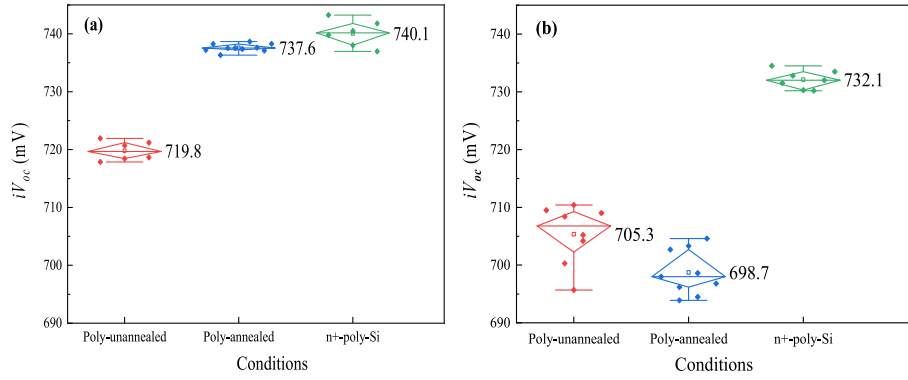 (a)
740
730
720
710
700
690
iVoc (mV)
719.8
737.6
740.1
Poly-unannealed
Poly-annealed
n+-poly-Si
Conditions
(b)
740
730
720
710
700
690
iVoc (mV)
705.3
698.7
732.1
Poly-unannealed
Poly-annealed
n+-poly-Si
Conditions